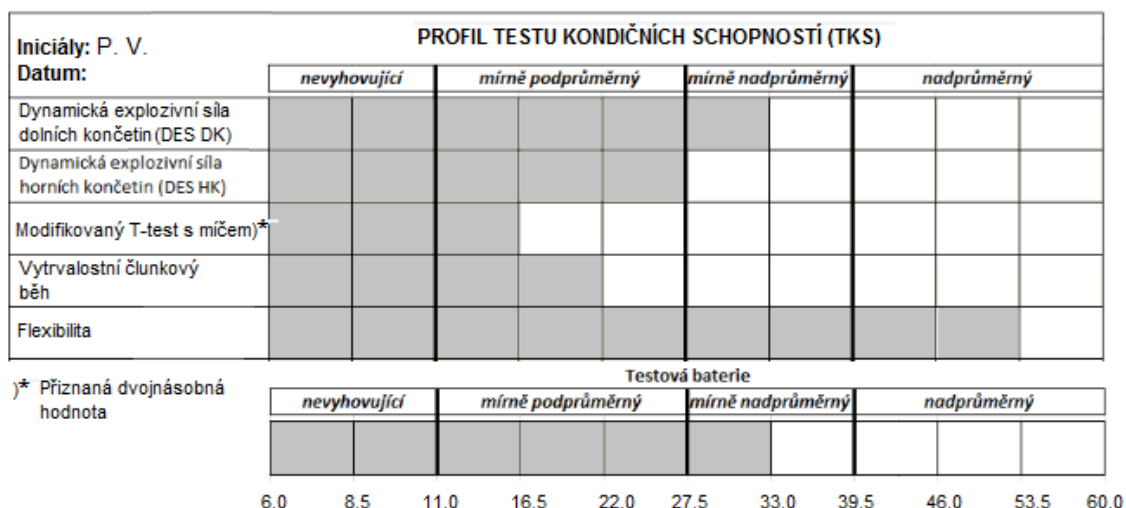 PROFIL TESTU KONDIČNÍCH SCHOPNOSTÍ (TKS)
Iniciály: P. V.
Datum:
nevyhovující mírně podprůměrný mírně nadprůměrný nadprůměrný
Dynamická explozivní síla
dolních končetin (DES DK)
Dynamická explozivní síla
horních končetin (DES HK)
Modifikovaný T-test s míčem)*
Vytrvalostní člunkový
běh
Flexibilita
)* Přiznaná dvojnásobná
hodnota
Testová baterie
nevyhovující mírně podprůměrný mírně nadprůměrný nadprůměrný
6.0 8.5 11.0 16.5 22.0 27.5 33.0 39.5 46.0 53.5 60.0